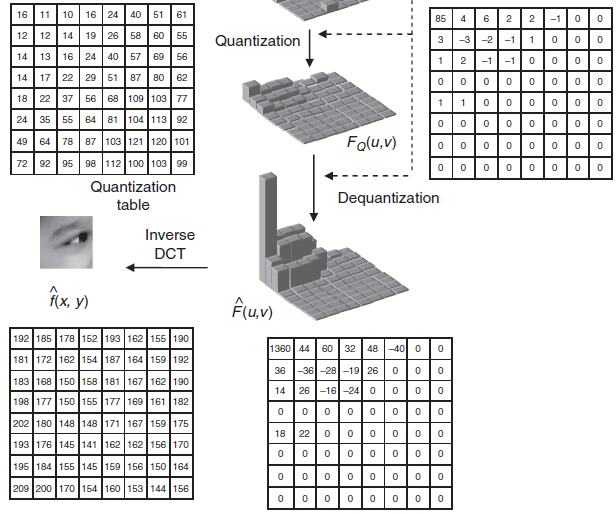 16 11 10 16 24 40 51 61
12 12 14 19 26 58 60 55
14 13 16 24 40 57 69 56
14 17 22 29 51 87 80 62
18 22 37 56 68 109 103 77
24 35 55 64 81 104 113 92
49 64 78 87 103 121 120 101
72 92 95 98 112 100 103 99
Quantization
table
Quantization
85 4 6 2 2 −1 0 0
3 −3 −2 −1 1 0 0 0
1 2 −1 −1 0 0 0 0
0 0 0 0 0 0 0 0
1 1 0 0 0 0 0 0
0 0 0 0 0 0 0 0
0 0 0 0 0 0 0 0
0 0 0 0 0 0 0 0
F_Q(u,v)
Dequantization
Inverse
DCT
f̂(x, y)
F̂(u,v)
192 185 178 152 193 162 155 190
181 172 162 154 187 164 159 192
183 168 150 158 181 167 162 190
198 177 150 155 177 169 161 182
202 180 148 148 171 167 159 175
193 176 145 141 162 162 156 170
195 184 155 145 159 156 150 164
209 200 170 154 160 153 144 156
1360 44 60 32 48 −40 0 0
36 −36 −28 −19 26 0 0 0
14 26 −16 −24 0 0 0 0
0 0 0 0 0 0 0 0
18 22 0 0 0 0 0 0
0 0 0 0 0 0 0 0
0 0 0 0 0 0 0 0
0 0 0 0 0 0 0 0